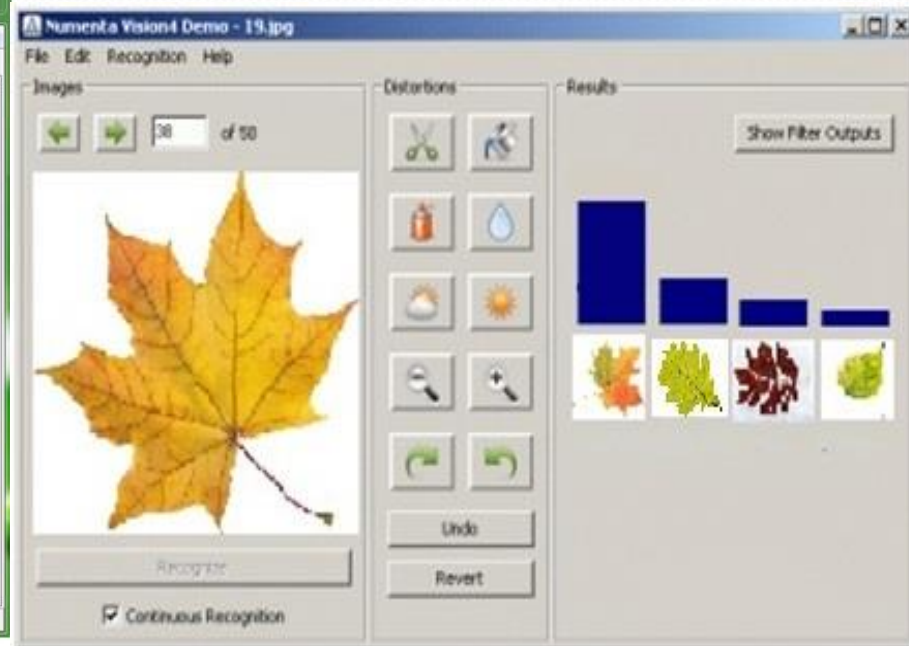 Numenta Vision4 Demo - 19.jpg
File Edit Recognition Help
Images
38 of 50
Recognize
Continuous Recognition
Distortions
Undo
Revert
Results
Show Filter Outputs